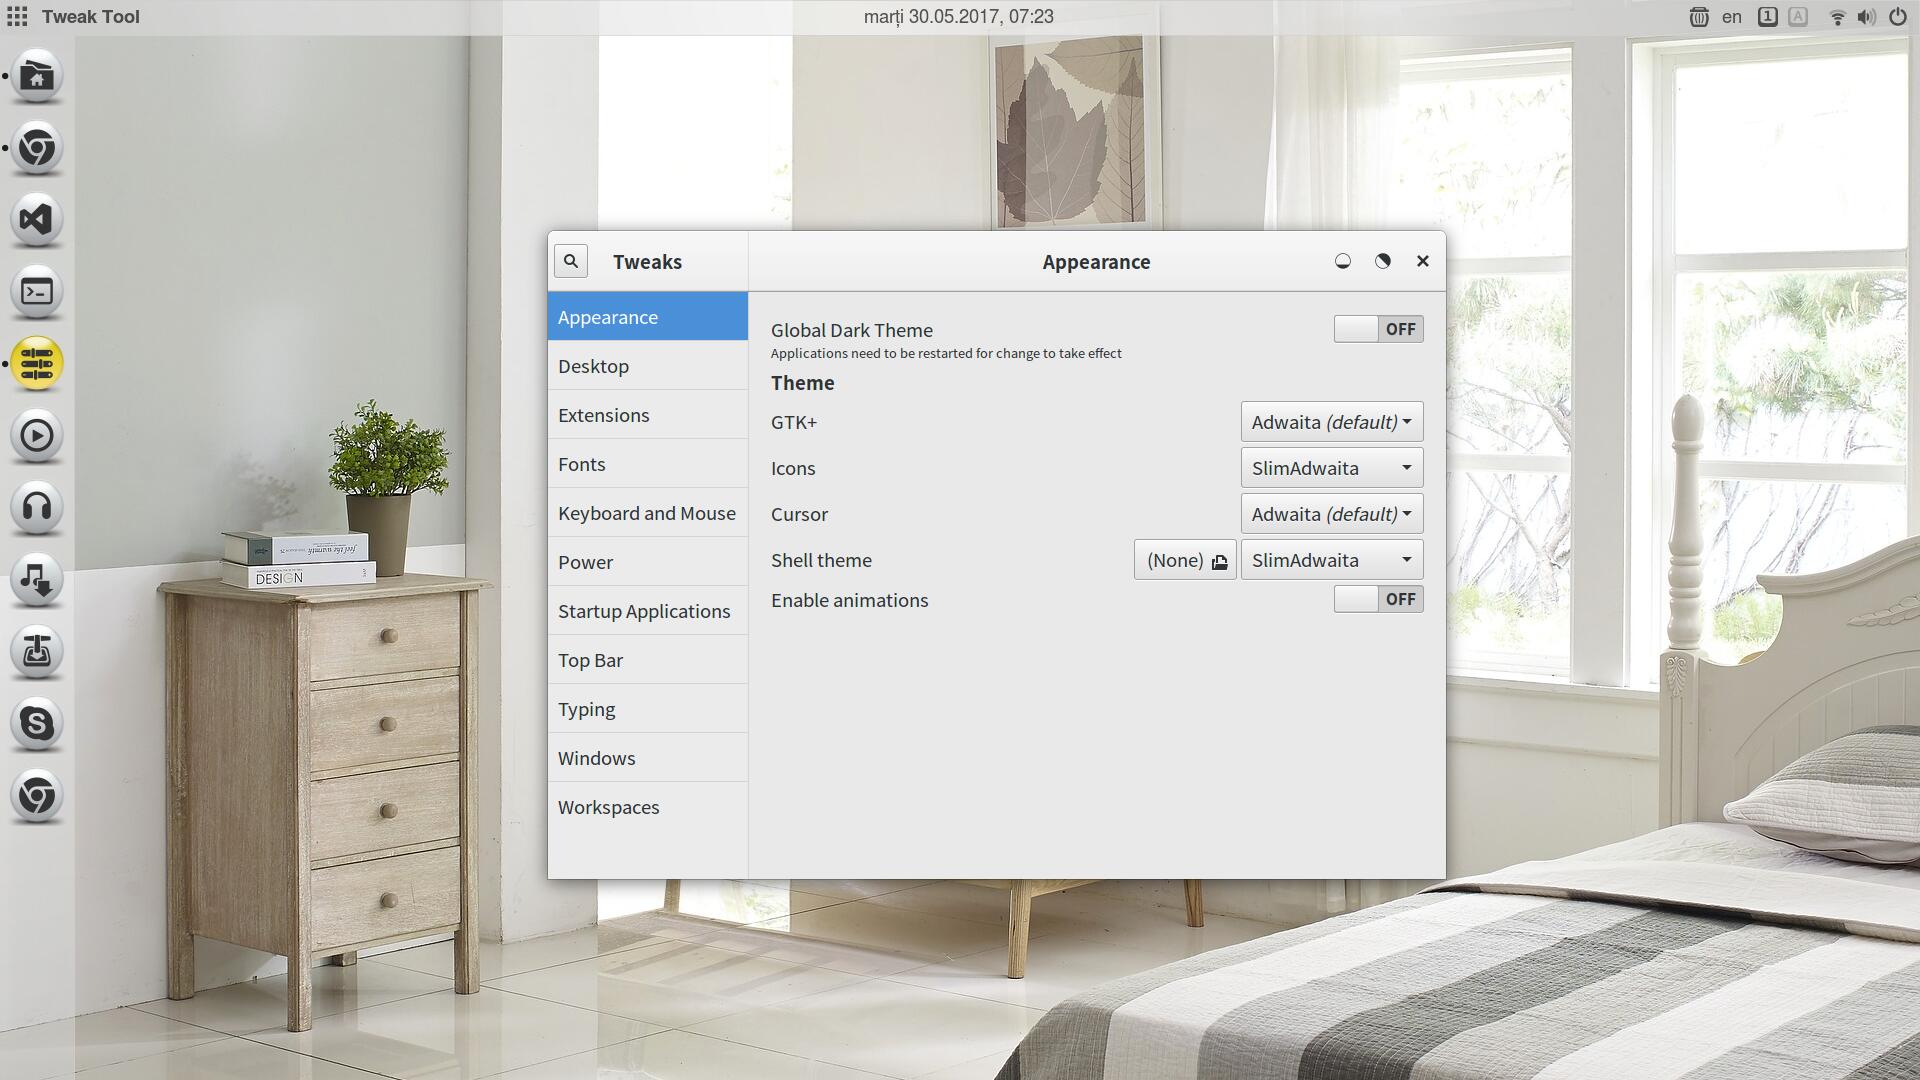 Tweak Tool
marți 30.05.2017, 07:23
en
1
A
Tweaks
Appearance
Appearance
Desktop
Extensions
Fonts
Keyboard and Mouse
Power
Startup Applications
Top Bar
Typing
Windows
Workspaces
Global Dark Theme
OFF
Applications need to be restarted for change to take effect
Theme
GTK+
Adwaita (default)
Icons
SlimAdwaita
Cursor
Adwaita (default)
Shell theme
(None)
SlimAdwaita
Enable animations
OFF
feel the warmth
DESIGN